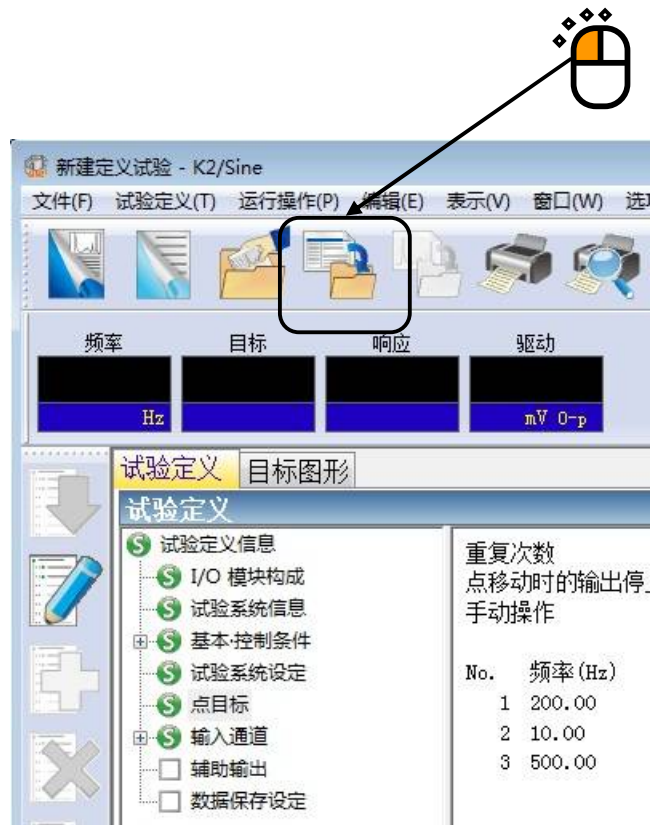 新建定义试验 - K2/Sine
文件(F) 试验定义(T) 运行操作(P) 编辑(E) 表示(V) 窗口(W)
频率 目标 响应 驱动
Hz mV 0-p
试验定义 目标图形
试验定义
试验定义信息
I/O 模块构成
试验系统信息
基本·控制条件
试验系统设定
点目标
输入通道
辅助输出
数据保存设定
重复次数
点移动时的输出停
手动操作
No. 频率(Hz)
1 200.00
2 10.00
3 500.00